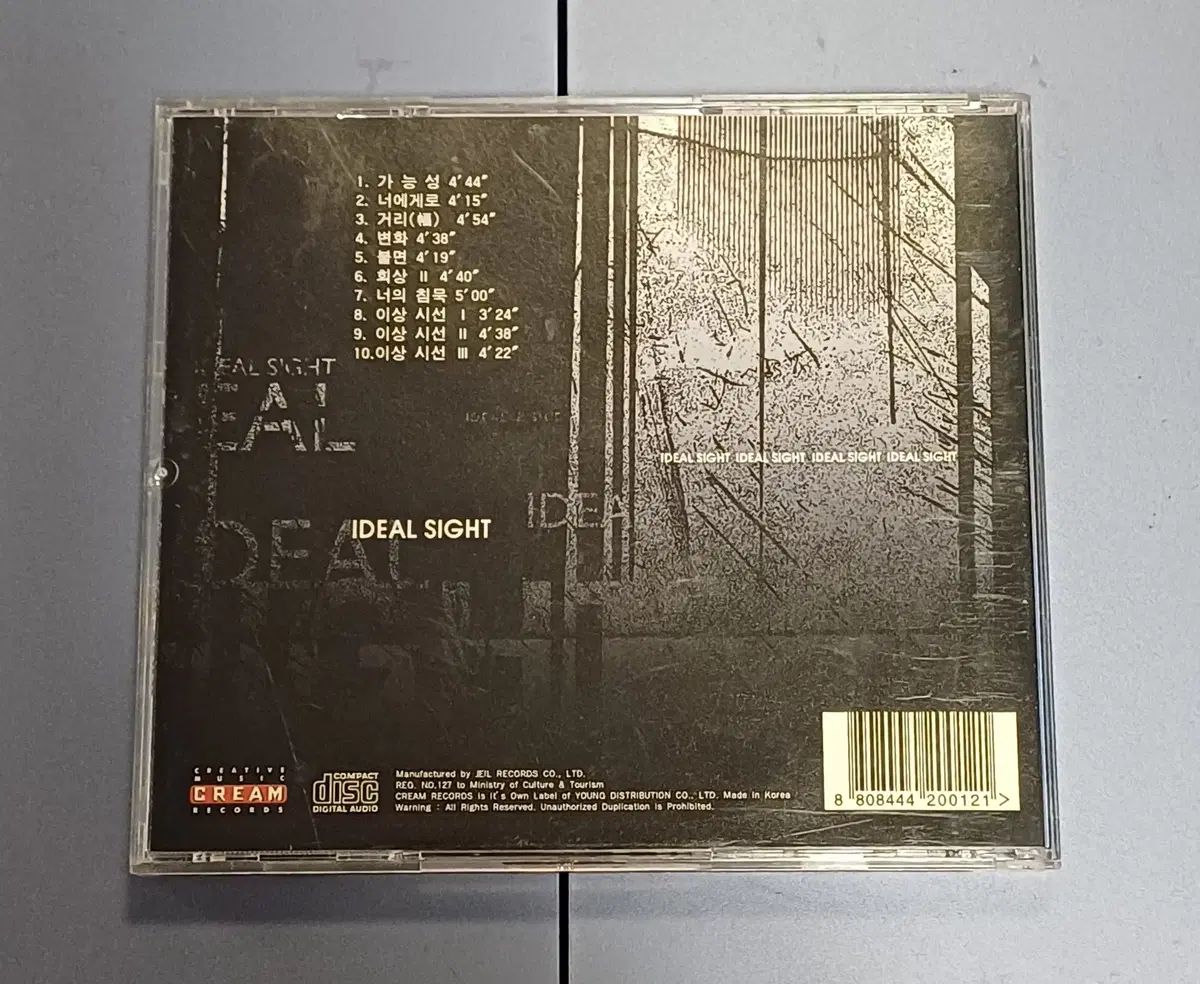 1. 가 능 성 4'44"
2. 너에게로 4'15"
3. 거리(幅) 4'54"
4. 변화 4'38"
5. 불면 4'19"
6. 회상 II 4'40"
7. 너의 침묵 5'00"
8. 이상 시선 I 3'24"
9. 이상 시선 II 4'38"
10.이상 시선 III 4'22"
IDEAL SIGHT
EAL
IDEAL SIGHT IDEAL SIGHT IDEAL SIGHT IDEAL SIGHT
IDEA
IDEAL SIGHT
DEAL
CREATIVE
MUSIC
CREAM
RECORDS
COMPACT
disc
DIGITAL AUDIO
Manufactured by JEIL RECORDS CO., LTD.
REG. NO.127 to Ministry of Culture & Tourism
CREAM RECORDS is it's Own Label of YOUNG DISTRIBUTION CO., LTD. Made in Korea
Warning : All Rights Reserved. Unauthorized Duplication is Prohibited.
8 808444 200121 >